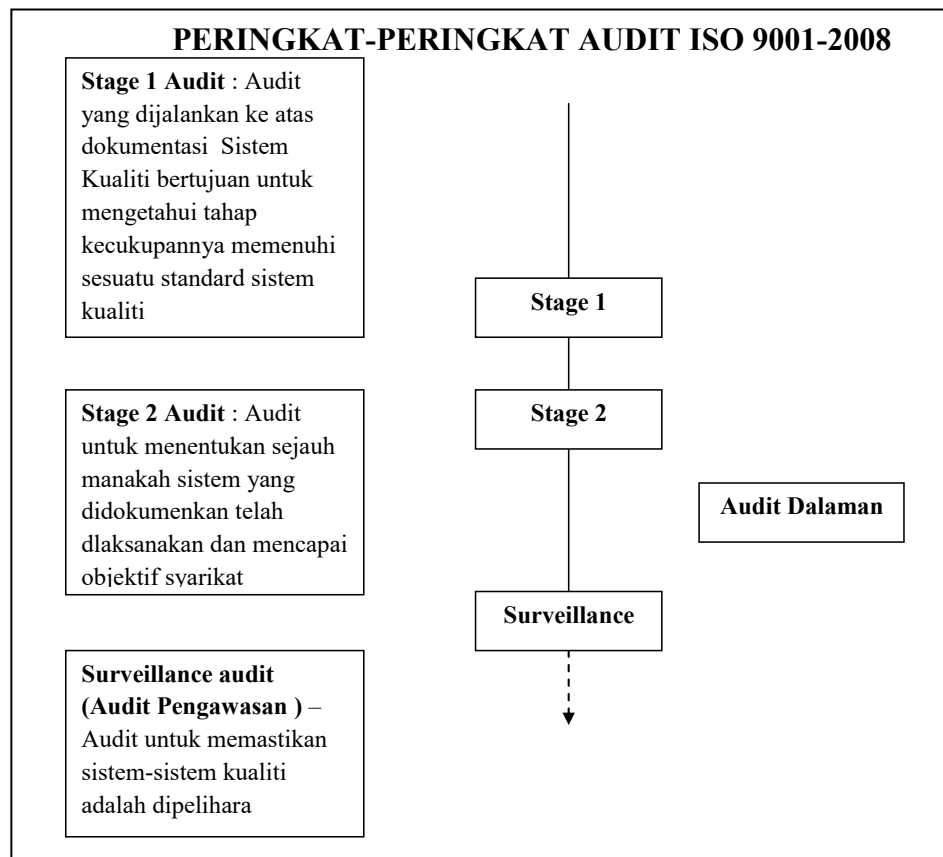 PERINGKAT-PERINGKAT AUDIT ISO 9001-2008
Stage 1 Audit : Audit
yang dijalankan ke atas
dokumentasi Sistem
Kualiti bertujuan untuk
mengetahui tahap
kecukupannya memenuhi
sesuatu standard sistem
kualiti
Stage 1
Stage 2 Audit : Audit
untuk menentukan sejauh
manakah sistem yang
didokumenkan telah
dlaksanakan dan mencapai
objektif syarikat
Stage 2
Audit Dalaman
Surveillance
Surveillance audit
(Audit Pengawasan ) –
Audit untuk memastikan
sistem-sistem kualiti
adalah dipelihara